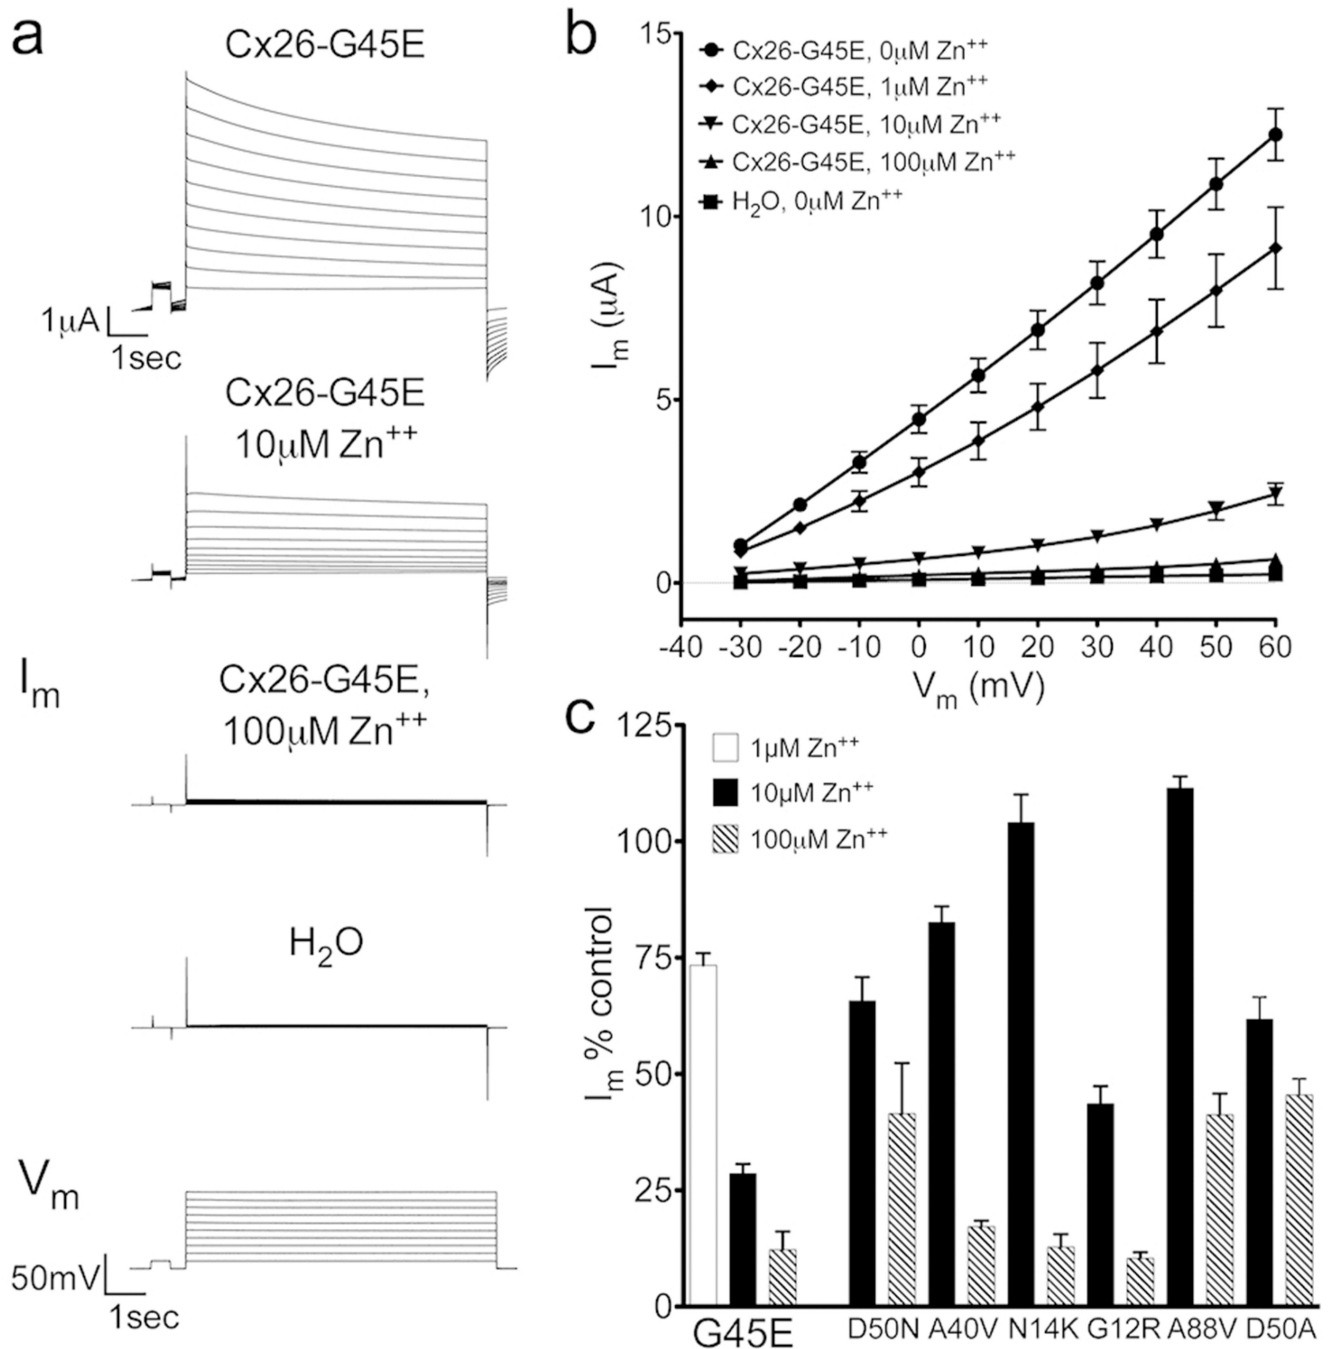 a
Cx26-G45E
1μA
1sec
Cx26-G45E
10μM Zn⁺⁺
Iₘ
Cx26-G45E,
100μM Zn⁺⁺
H₂O
Vₘ
50mV
1sec
b
15
10
5
0
Iₘ (μA)
Cx26-G45E, 0μM Zn⁺⁺
Cx26-G45E, 1μM Zn⁺⁺
Cx26-G45E, 10μM Zn⁺⁺
Cx26-G45E, 100μM Zn⁺⁺
H₂O, 0μM Zn⁺⁺
-40 -30 -20 -10 0 10 20 30 40 50 60
Vₘ (mV)
c
125
100
75
50
25
0
Iₘ % control
1μM Zn⁺⁺
10μM Zn⁺⁺
100μM Zn⁺⁺
G45E D50N A40V N14K G12R A88V D50A